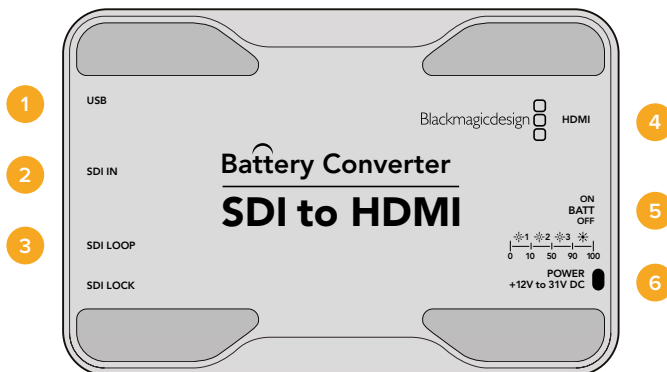 1
USB
2
SDI IN
3
SDI LOOP
SDI LOCK
Battery Converter
SDI to HDMI
Blackmagicdesign
HDMI
4
ON
BATT
OFF
5
1 2 3
0 10 50 90 100
POWER
+12V to 31V DC
6